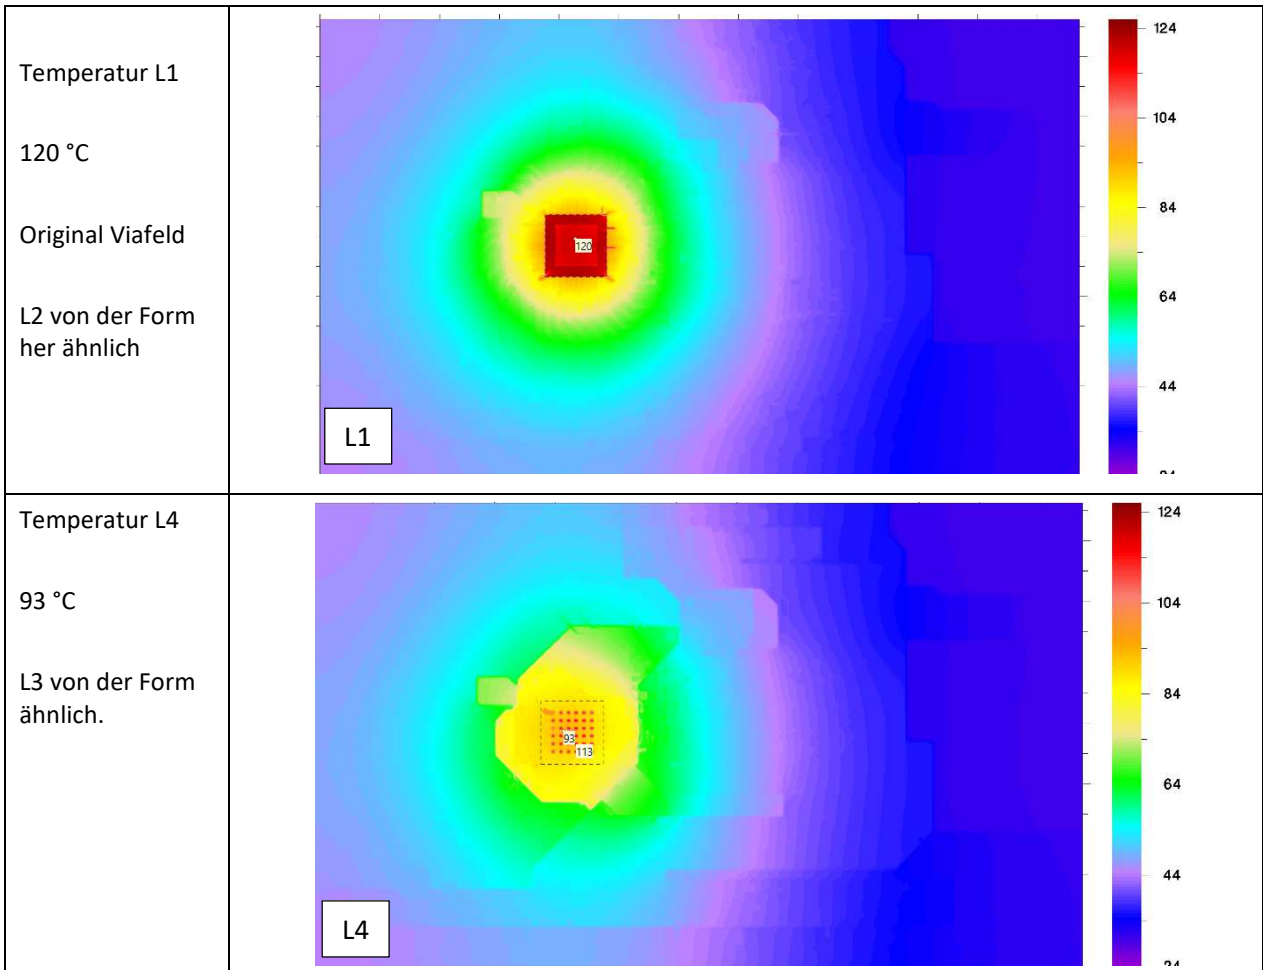 Temperatur L1
120 °C
Original Viafeld
L2 von der Form
her ähnlich
120
L1
124
104
84
64
44
Temperatur L4
93 °C
L3 von der Form
ähnlich.
93
113
L4
124
104
84
64
44